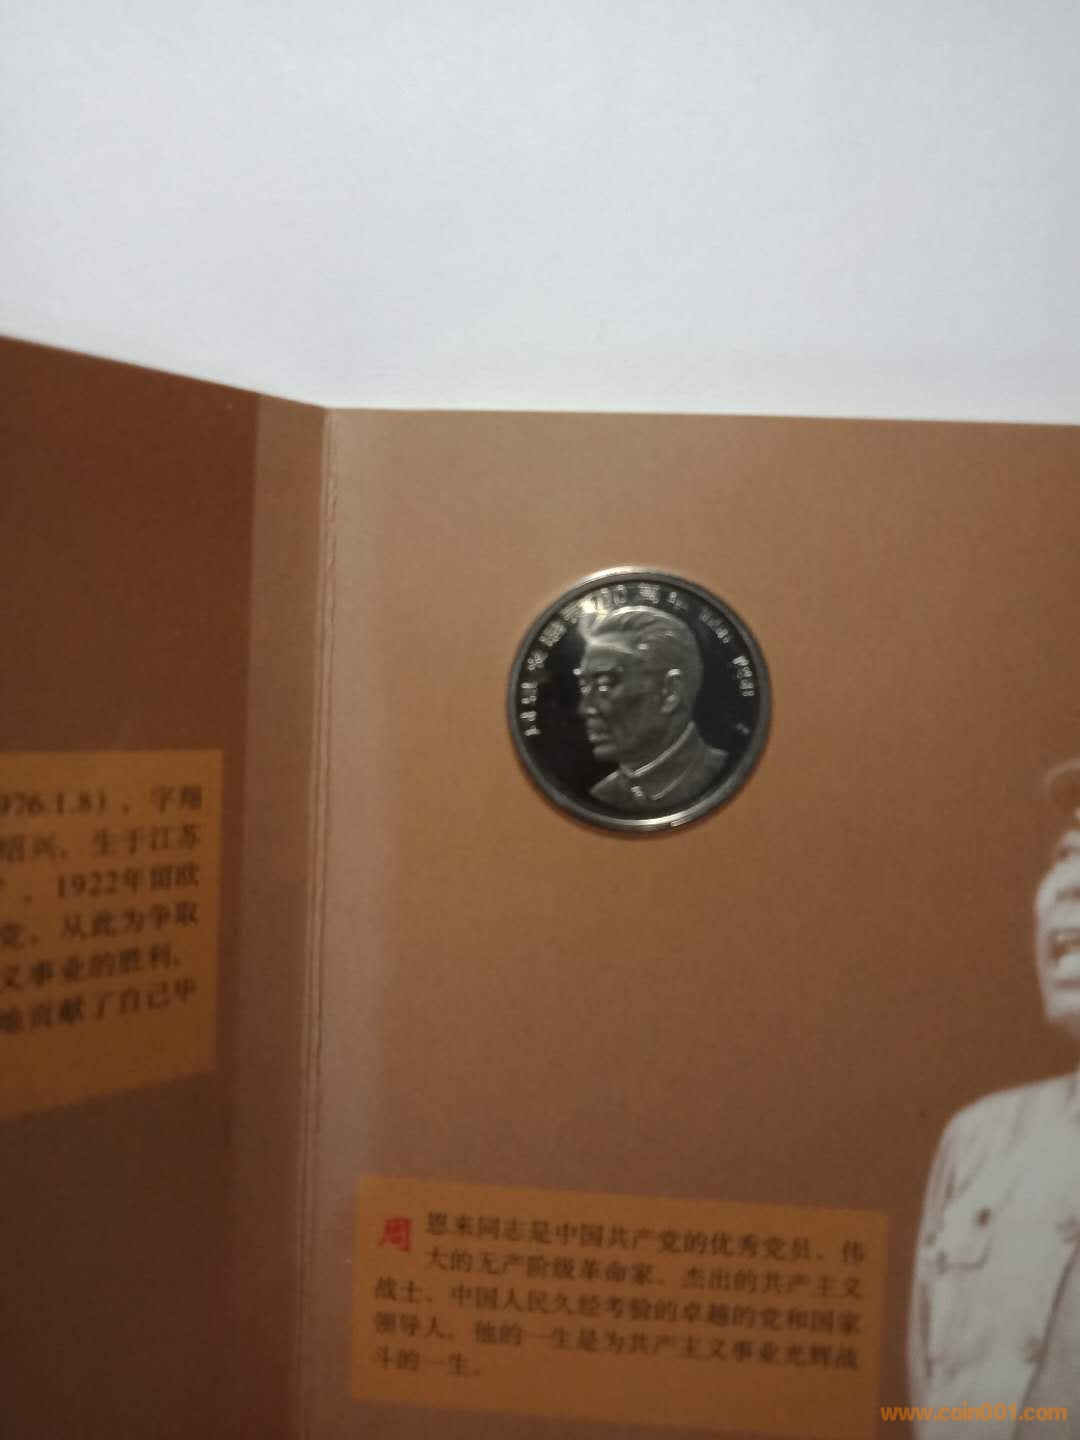 976.1.8)，字翔
绍兴，生于江苏
，1922年留欧
党，从此为争取
义事业的胜利，
地贡献了自己毕
周恩来同志是中国共产党的优秀党员、伟
大的无产阶级革命家、杰出的共产主义
战士、中国人民久经考验的卓越的党和国家
领导人，他的一生是为共产主义事业光辉战
斗的一生。
www.coin001.com